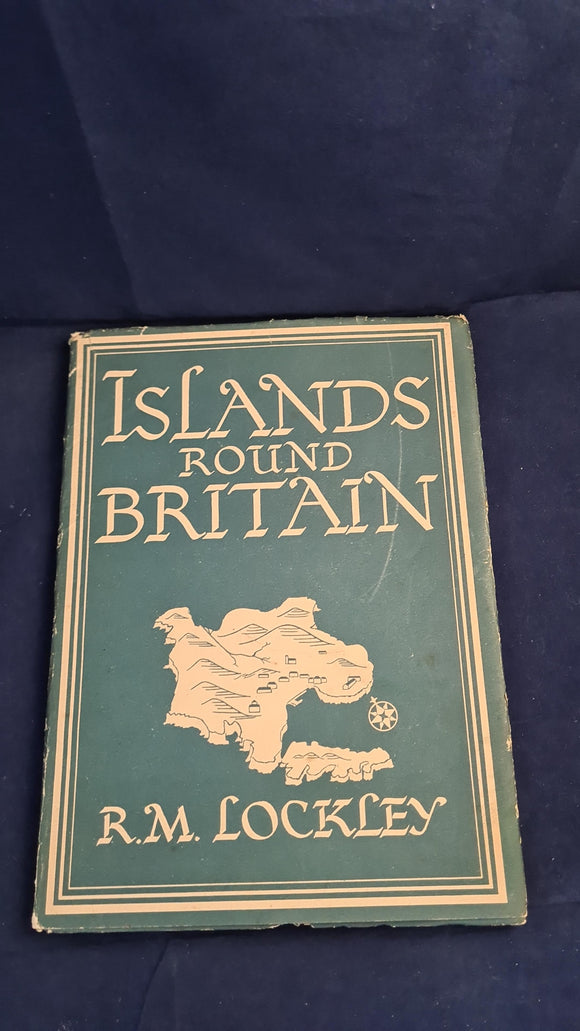 ISLANDS
ROUND
BRITAIN
R.M. LOCKLEY